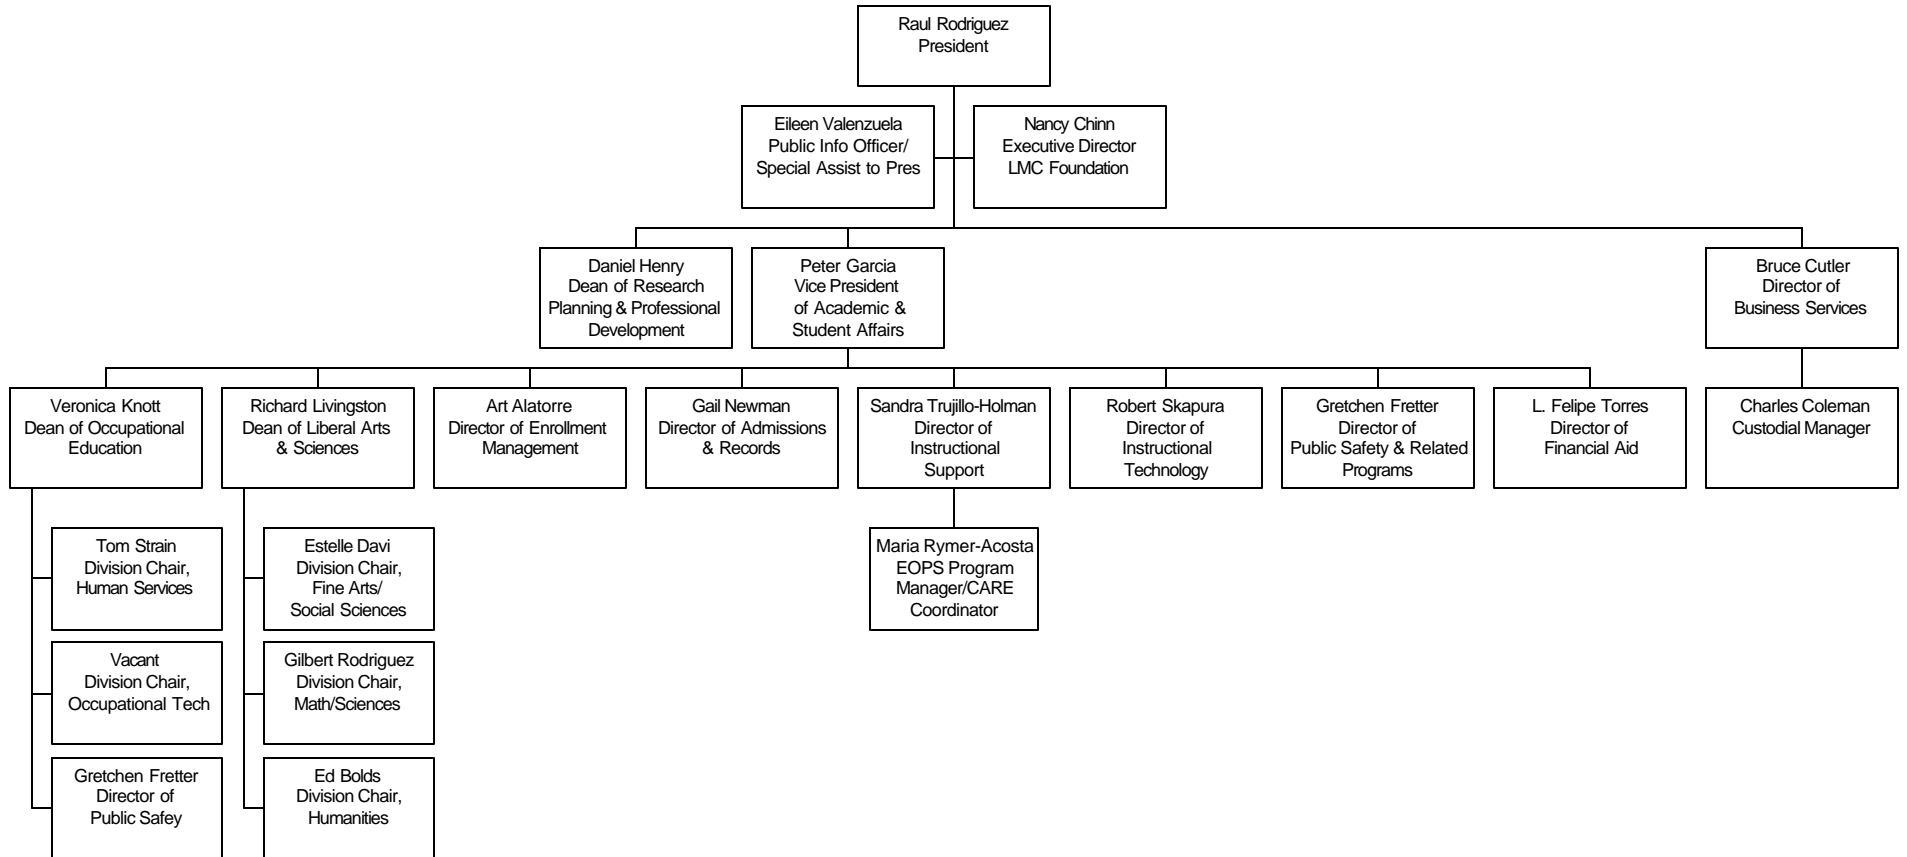 Raul Rodriguez
President
Eileen Valenzuela
Public Info Officer/
Special Assist to Pres
Nancy Chinn
Executive Director
LMC Foundation
Daniel Henry
Dean of Research
Planning & Professional
Development
Peter Garcia
Vice President
of Academic &
Student Affairs
Bruce Cutler
Director of
Business Services
Veronica Knott
Dean of Occupational
Education
Richard Livingston
Dean of Liberal Arts
& Sciences
Art Alatorre
Director of Enrollment
Management
Gail Newman
Director of Admissions
& Records
Sandra Trujillo-Holman
Director of
Instructional
Support
Robert Skapura
Director of
Instructional
Technology
Gretchen Fretter
Director of
Public Safety & Related
Programs
L. Felipe Torres
Director of
Financial Aid
Charles Coleman
Custodial Manager
Tom Strain
Division Chair,
Human Services
Estelle Davi
Division Chair,
Fine Arts/
Social Sciences
Maria Rymer-Acosta
EOPS Program
Manager/CARE
Coordinator
Vacant
Division Chair,
Occupational Tech
Gilbert Rodriguez
Division Chair,
Math/Sciences
Gretchen Fretter
Director of
Public Safey
Ed Bolds
Division Chair,
Humanities